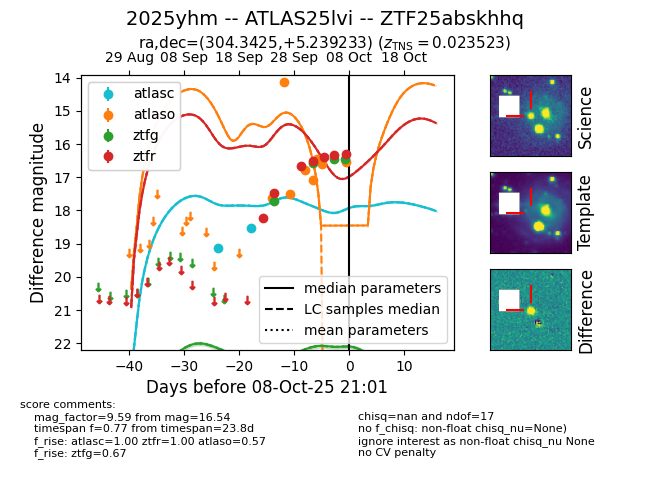 2025yhm -- ATLAS25lvi -- ZTF25abskhhq
ra,dec=(304.3425,+5.239233) (z_TNS = 0.023523)
29 Aug 08 Sep 18 Sep 28 Sep 08 Oct 18 Oct
atlasc
atlaso
ztfg
ztfr
14
15
16
17
18
19
20
21
22
Difference magnitude
median parameters
LC samples median
mean parameters
−40 −30 −20 −10 0 10
Days before 08-Oct-25 21:01
Science
Template
Difference
score comments:
mag_factor=9.59 from mag=16.54
timespan f=0.77 from timespan=23.8d
f_rise: atlasc=1.00 ztfr=1.00 atlaso=0.57
f_rise: ztfg=0.67
chisq=nan and ndof=17
no f_chisq: non-float chisq_nu=None)
ignore interest as non-float chisq_nu None
no CV penalty